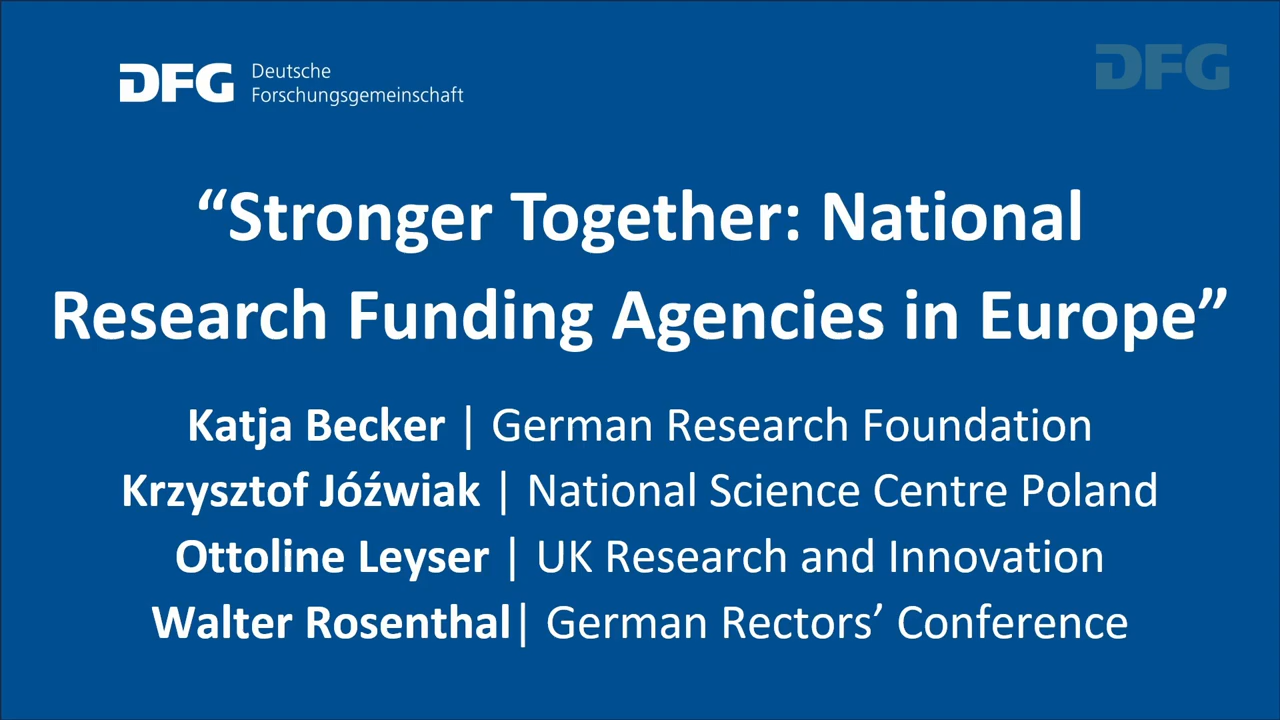 DFG Deutsche
Forschungsgemeinschaft
DFG
“Stronger Together: National
Research Funding Agencies in Europe”
Katja Becker | German Research Foundation
Krzysztof Jóźwiak | National Science Centre Poland
Ottoline Leyser | UK Research and Innovation
Walter Rosenthal| German Rectors’ Conference